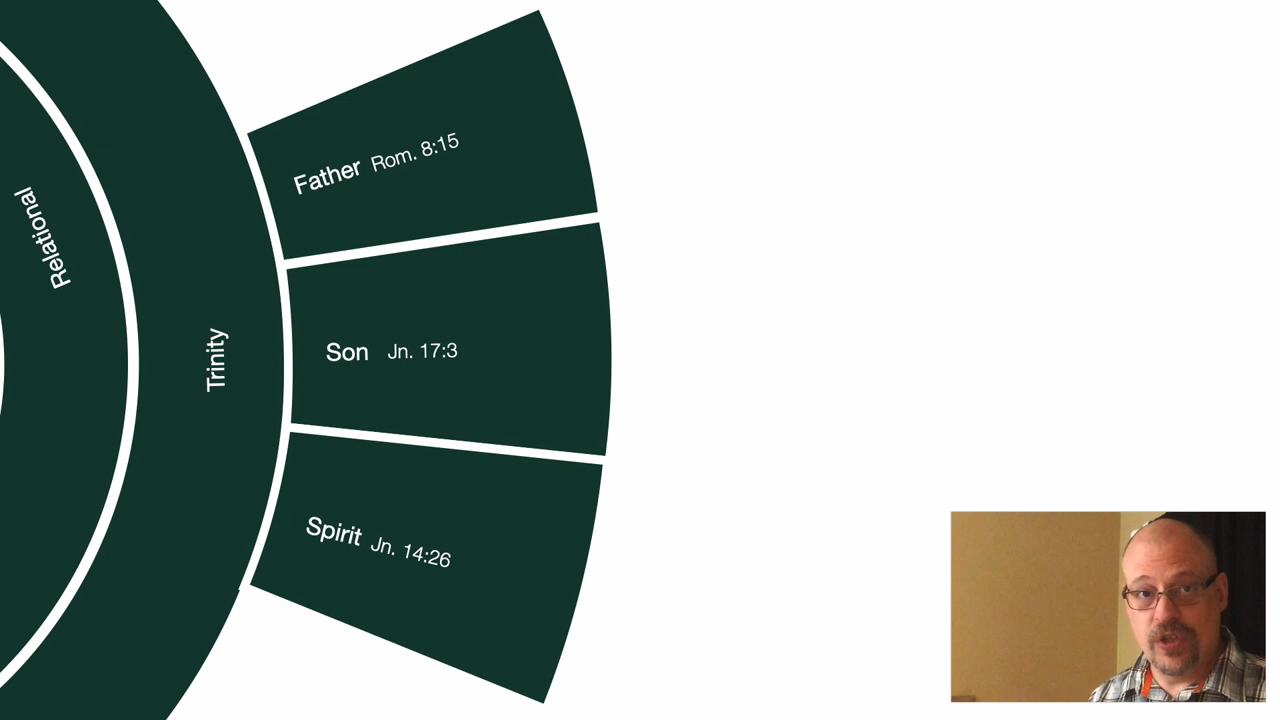 Relational
Trinity
Father Rom. 8:15
Son Jn. 17:3
Spirit Jn. 14:26